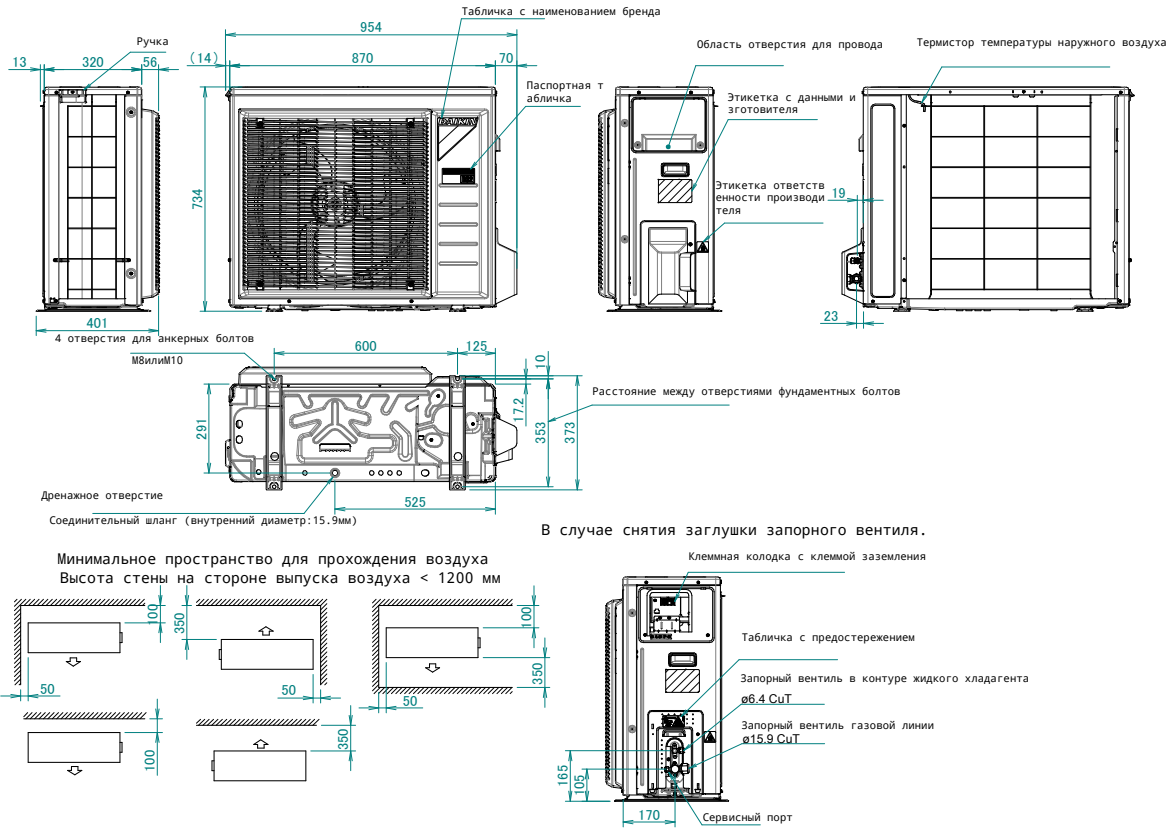 Табличка с наименованием бренда
954
Ручка
Область отверстия для провода
Термистор температуры наружного воздуха
13
320
56
(14)
870
70
Паспортная т
абличка
Этикетка с данными и
зготовителя
DAIKIN
734
Этикетка ответств
енности производи
теля
19
401
23
4 отверстия для анкерных болтов
M8илиM10
600
125
10
Расстояние между отверстиями фундаментных болтов
291
17.2
353
373
Дренажное отверстие
525
Соединительный шланг (внутренний диаметр:15.9мм)
В случае снятия заглушки запорного вентиля.
Минимальное пространство для прохождения воздуха
Высота стены на стороне выпуска воздуха < 1200 мм
Клеммная колодка с клеммой заземления
100
350
100
350
50
50
50
100
350
Табличка с предостережением
Запорный вентиль в контуре жидкого хладагента
ø6.4 CuT
Запорный вентиль газовой линии
ø15.9 CuT
165
105
170
Сервисный порт